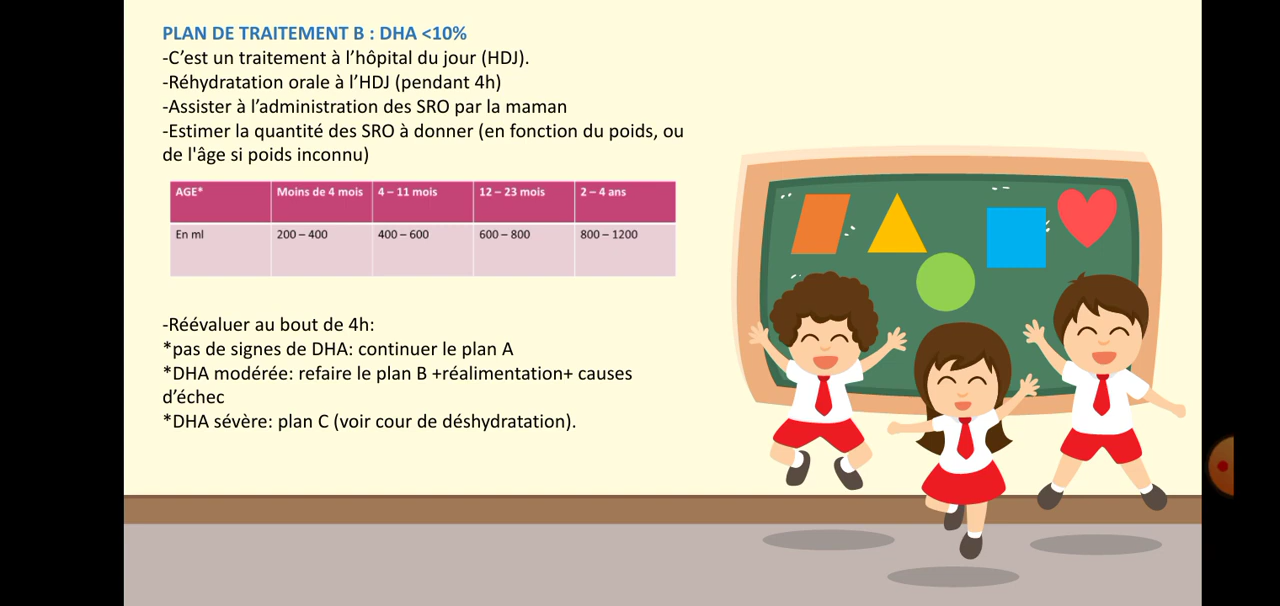 PLAN DE TRAITEMENT B : DHA <10%
-C’est un traitement à l’hôpital du jour (HDJ).
-Réhydratation orale à l’HDJ (pendant 4h)
-Assister à l’administration des SRO par la maman
-Estimer la quantité des SRO à donner (en fonction du poids, ou
de l'âge si poids inconnu)
AGE* Moins de 4 mois 4 – 11 mois 12 – 23 mois 2 – 4 ans
En ml 200 – 400 400 – 600 600 – 800 800 – 1200
-Réévaluer au bout de 4h:
*pas de signes de DHA: continuer le plan A
*DHA modérée: refaire le plan B +réalimentation+ causes
d’échec
*DHA sévère: plan C (voir cour de déshydratation).